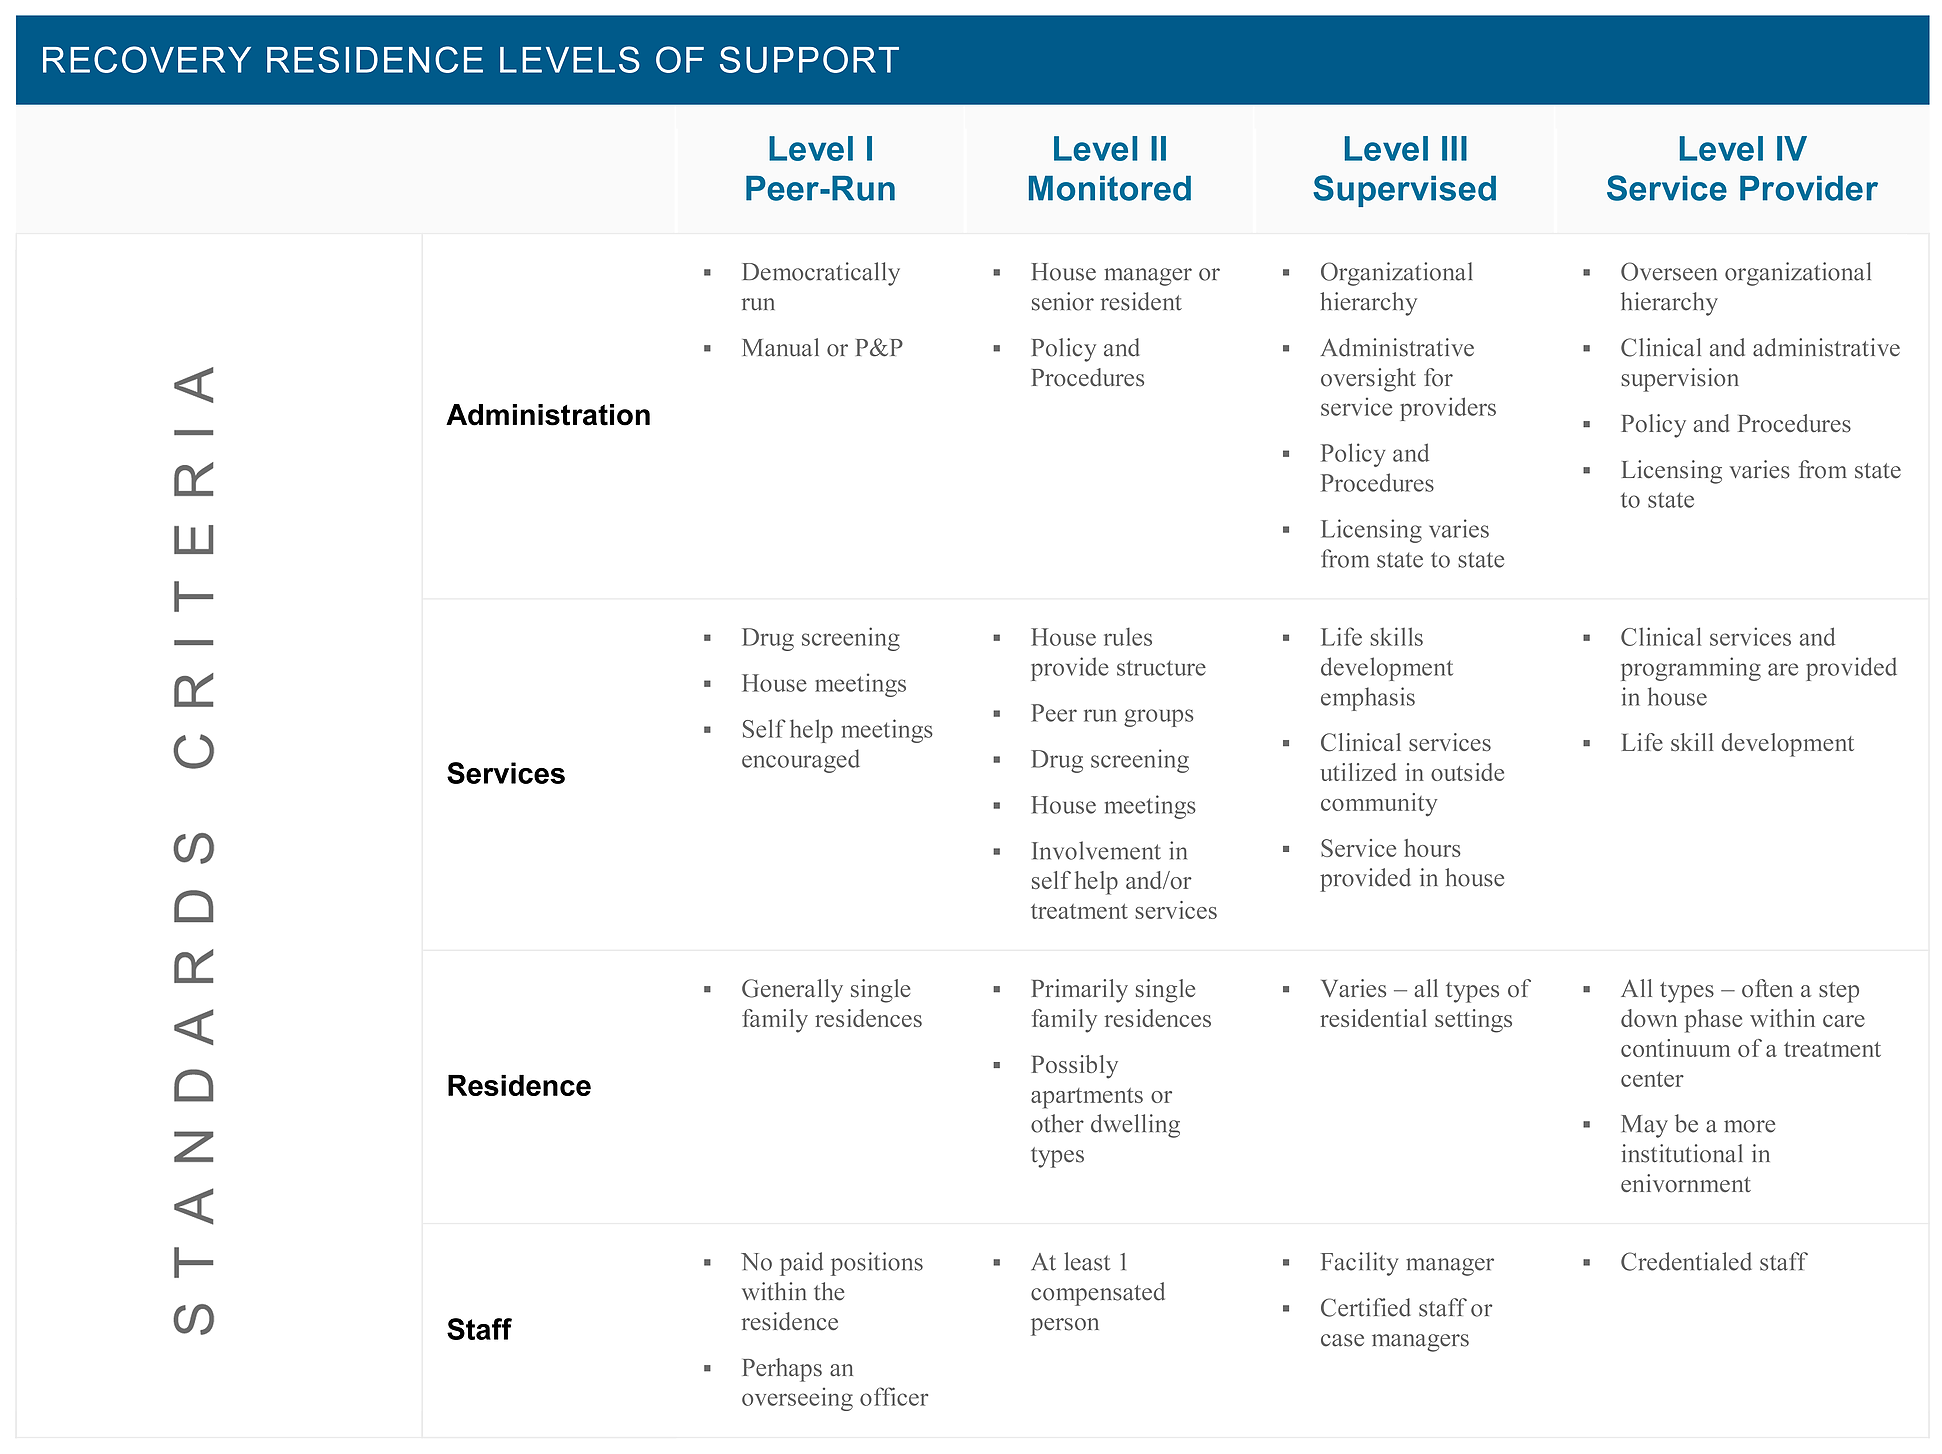 RECOVERY RESIDENCE LEVELS OF SUPPORT
Level I
Peer-Run
Level II
Monitored
Level III
Supervised
Level IV
Service Provider
STANDARDS CRITERIA
Administration
▪ Democratically
run
▪ Manual or P&P
▪ House manager or
senior resident
▪ Policy and
Procedures
▪ Organizational
hierarchy
▪ Administrative
oversight for
service providers
▪ Policy and
Procedures
▪ Licensing varies
from state to state
▪ Overseen organizational
hierarchy
▪ Clinical and administrative
supervision
▪ Policy and Procedures
▪ Licensing varies from state
to state
Services
▪ Drug screening
▪ House meetings
▪ Self help meetings
encouraged
▪ House rules
provide structure
▪ Peer run groups
▪ Drug screening
▪ House meetings
▪ Involvement in
self help and/or
treatment services
▪ Life skills
development
emphasis
▪ Clinical services
utilized in outside
community
▪ Service hours
provided in house
▪ Clinical services and
programming are provided
in house
▪ Life skill development
Residence
▪ Generally single
family residences
▪ Primarily single
family residences
▪ Possibly
apartments or
other dwelling
types
▪ Varies – all types of
residential settings
▪ All types – often a step
down phase within care
continuum of a treatment
center
▪ May be a more
institutional in
enivornment
Staff
▪ No paid positions
within the
residence
▪ Perhaps an
overseeing officer
▪ At least 1
compensated
person
▪ Facility manager
▪ Certified staff or
case managers
▪ Credentialed staff